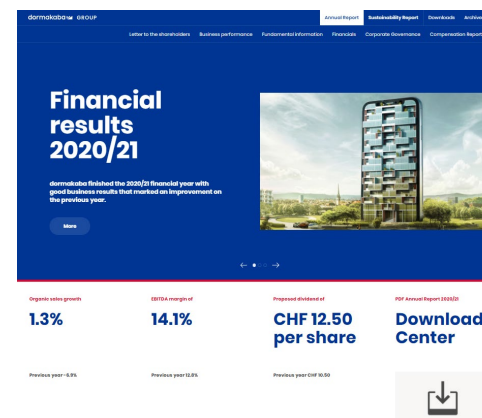 dormakaba GROUP
Annual Report Sustainability Report Downloads Archive
Letter to the shareholders Business performance Fundamental information Financials Corporate Governance Compensation Report
Financial
results
2020/21
dormakaba finished the 2020/21 financial year with
good business results that marked an improvement on
the previous year.
More
Organic sales growth
1.3%
Previous year -6.8%
EBITDA margin of
14.1%
Previous year 12.8%
Proposed dividend of
CHF 12.50
per share
Previous year CHF 10.50
PDF Annual Report 2020/21
Download
Center